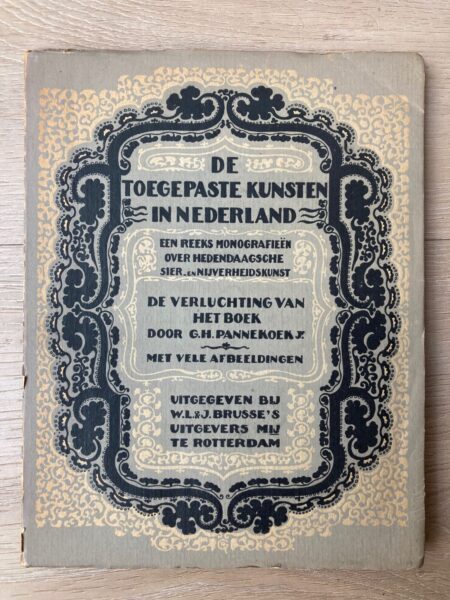 DE
TOEGEPASTE KUNSTEN
IN NEDERLAND
EEN REEKS MONOGRAFIEËN
OVER HEDENDAAGSCHE
SIER- EN NIJVERHEIDSKUNST
DE VERLUCHTING VAN
HET BOEK
DOOR G.H. PANNEKOEK Jr.
MET VELE AFBEELDINGEN
UITGEGEVEN BIJ
W.L. & J. BRUSSE'S
UITGEVERS MIJ
TE ROTTERDAM